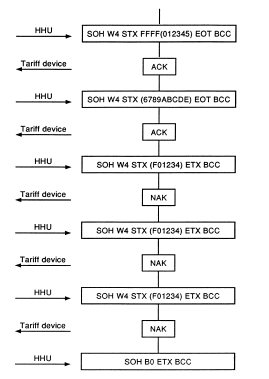 HHU
SOH W4 STX FFFF(012345) EOT BCC
Tariff device
ACK
HHU
SOH W4 STX (6789ABCDE) EOT BCC
Tariff device
ACK
HHU
SOH W4 STX (F01234) ETX BCC
Tariff device
NAK
HHU
SOH W4 STX (F01234) ETX BCC
Tariff device
NAK
HHU
SOH W4 STX (F01234) ETX BCC
Tariff device
NAK
HHU
SOH B0 ETX BCC